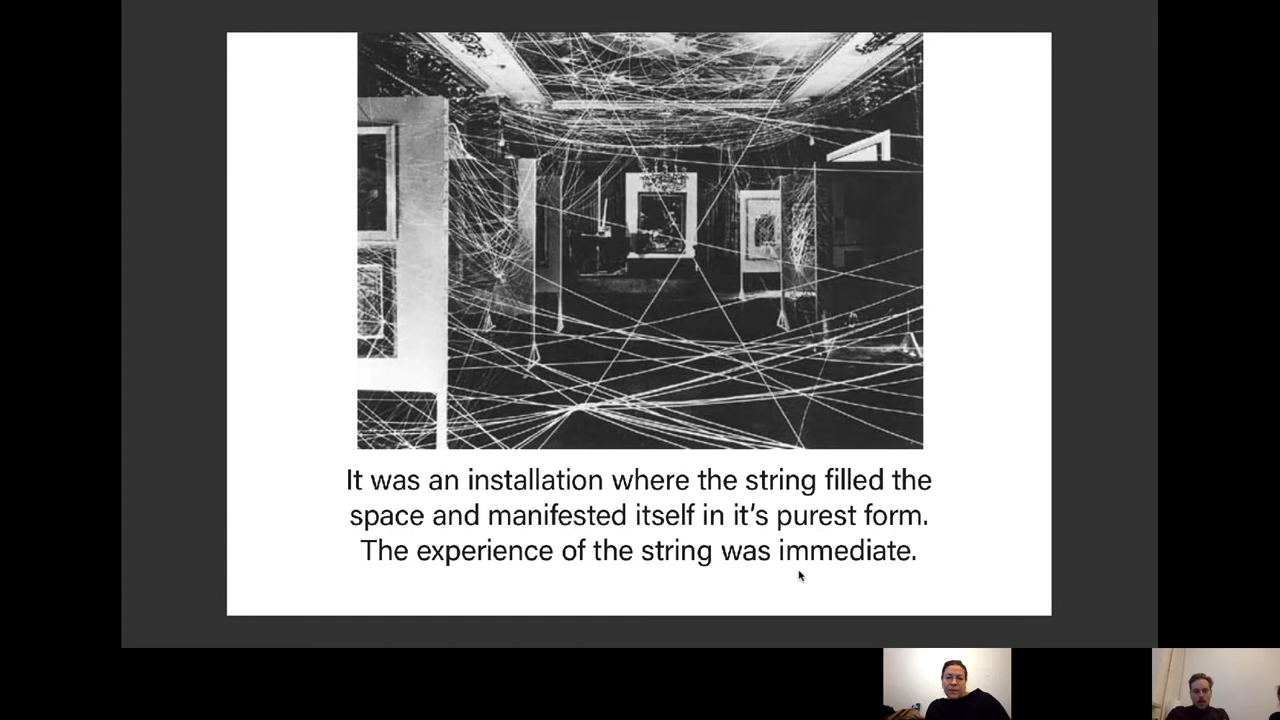 It was an installation where the string filled the
space and manifested itself in it's purest form.
The experience of the string was immediate.